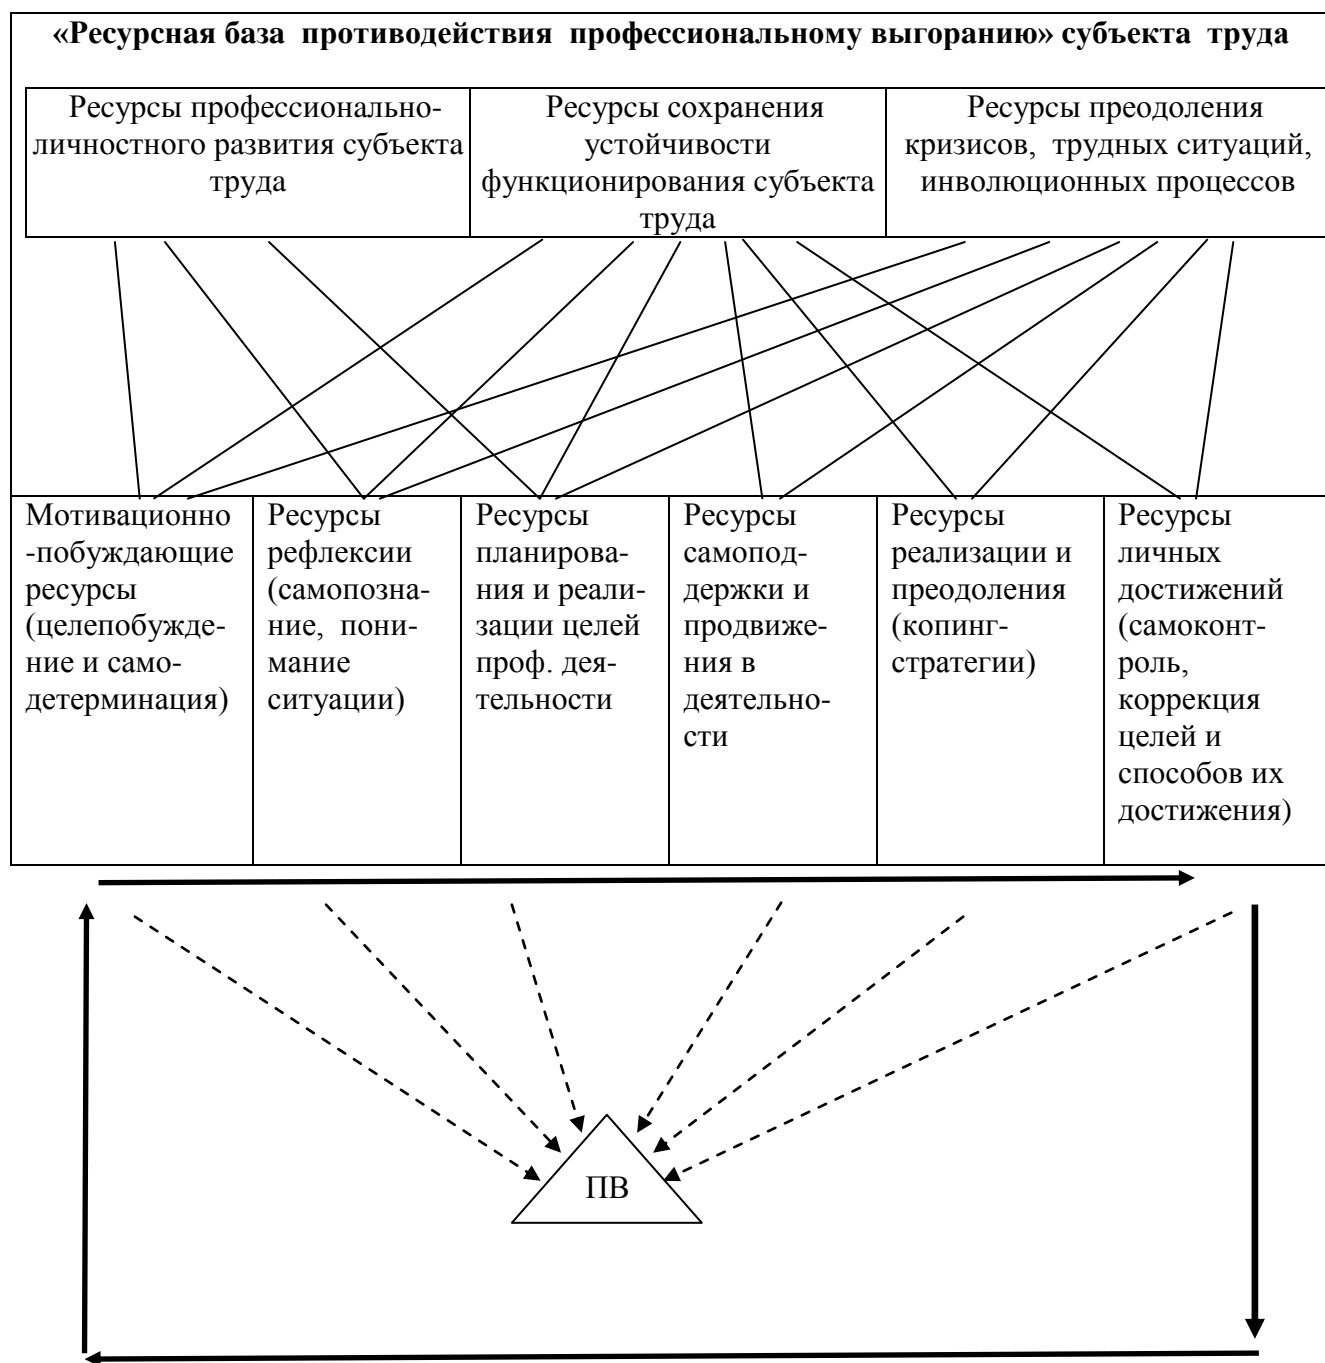 «Ресурсная база противодействия профессиональному выгоранию» субъекта труда
Ресурсы профессионально-
личностного развития субъекта
труда
Ресурсы сохранения
устойчивости
функционирования субъекта
труда
Ресурсы преодоления
кризисов, трудных ситуаций,
инволюционных процессов
Мотивационно
-побуждающие
ресурсы
(целепобужде-
ние и само-
детерминация)
Ресурсы
рефлексии
(самопозна-
ние, пони-
мание
ситуации)
Ресурсы
планирова-
ния и реали-
зации целей
проф. дея-
тельности
Ресурсы
самопод-
держки и
продвиже-
ния в
деятельно-
сти
Ресурсы
реализации и
преодоления
(копинг-
стратегии)
Ресурсы
личных
достижений
(самоконт-
роль,
коррекция
целей и
способов их
достижения)
ПВ